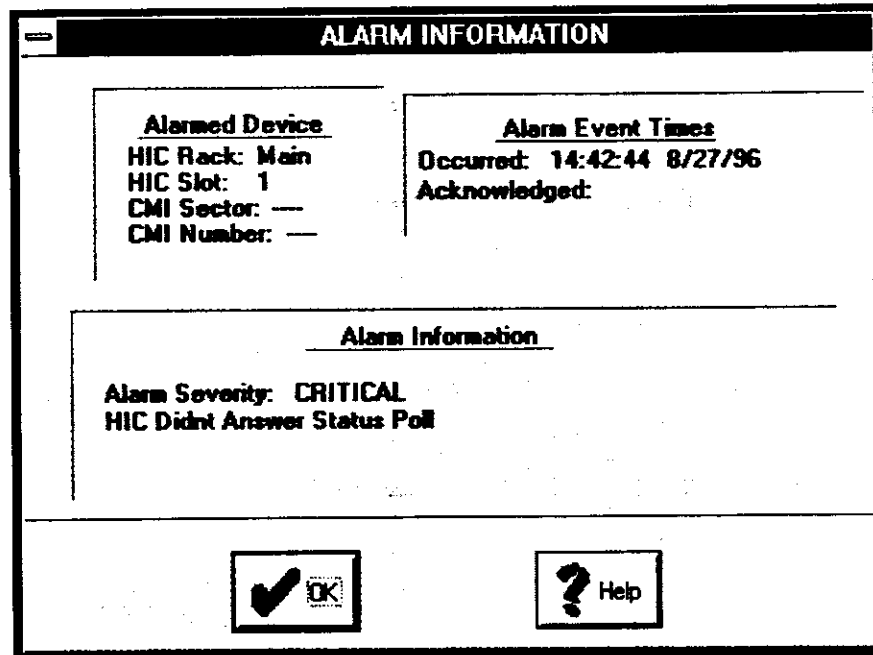 ALARM INFORMATION
Alarmed Device
HIC Rack: Main
HIC Slot: 1
CMI Sector: ---
CMI Number: ---
Alarm Event Times
Occurred: 14:42:44 8/27/96
Acknowledged:
Alarm Information
Alarm Severity: CRITICAL
HIC Didnt Answer Status Poll
OK
Help